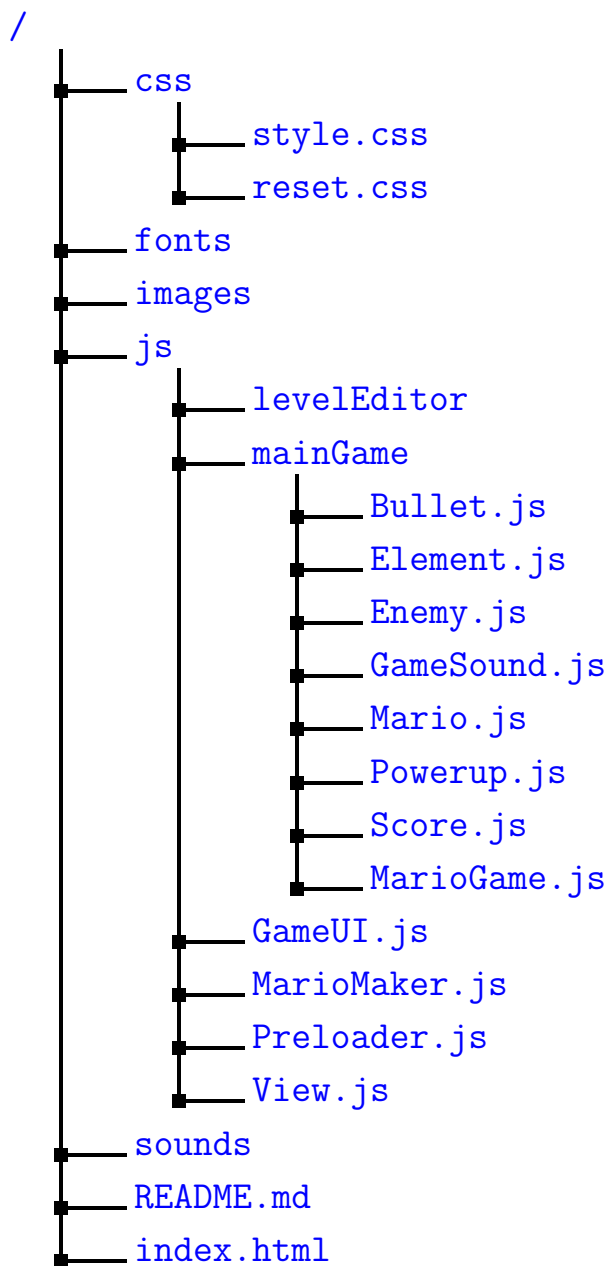 /
css
style.css
reset.css
fonts
images
js
levelEditor
mainGame
Bullet.js
Element.js
Enemy.js
GameSound.js
Mario.js
Powerup.js
Score.js
MarioGame.js
GameUI.js
MarioMaker.js
Preloader.js
View.js
sounds
README.md
index.html